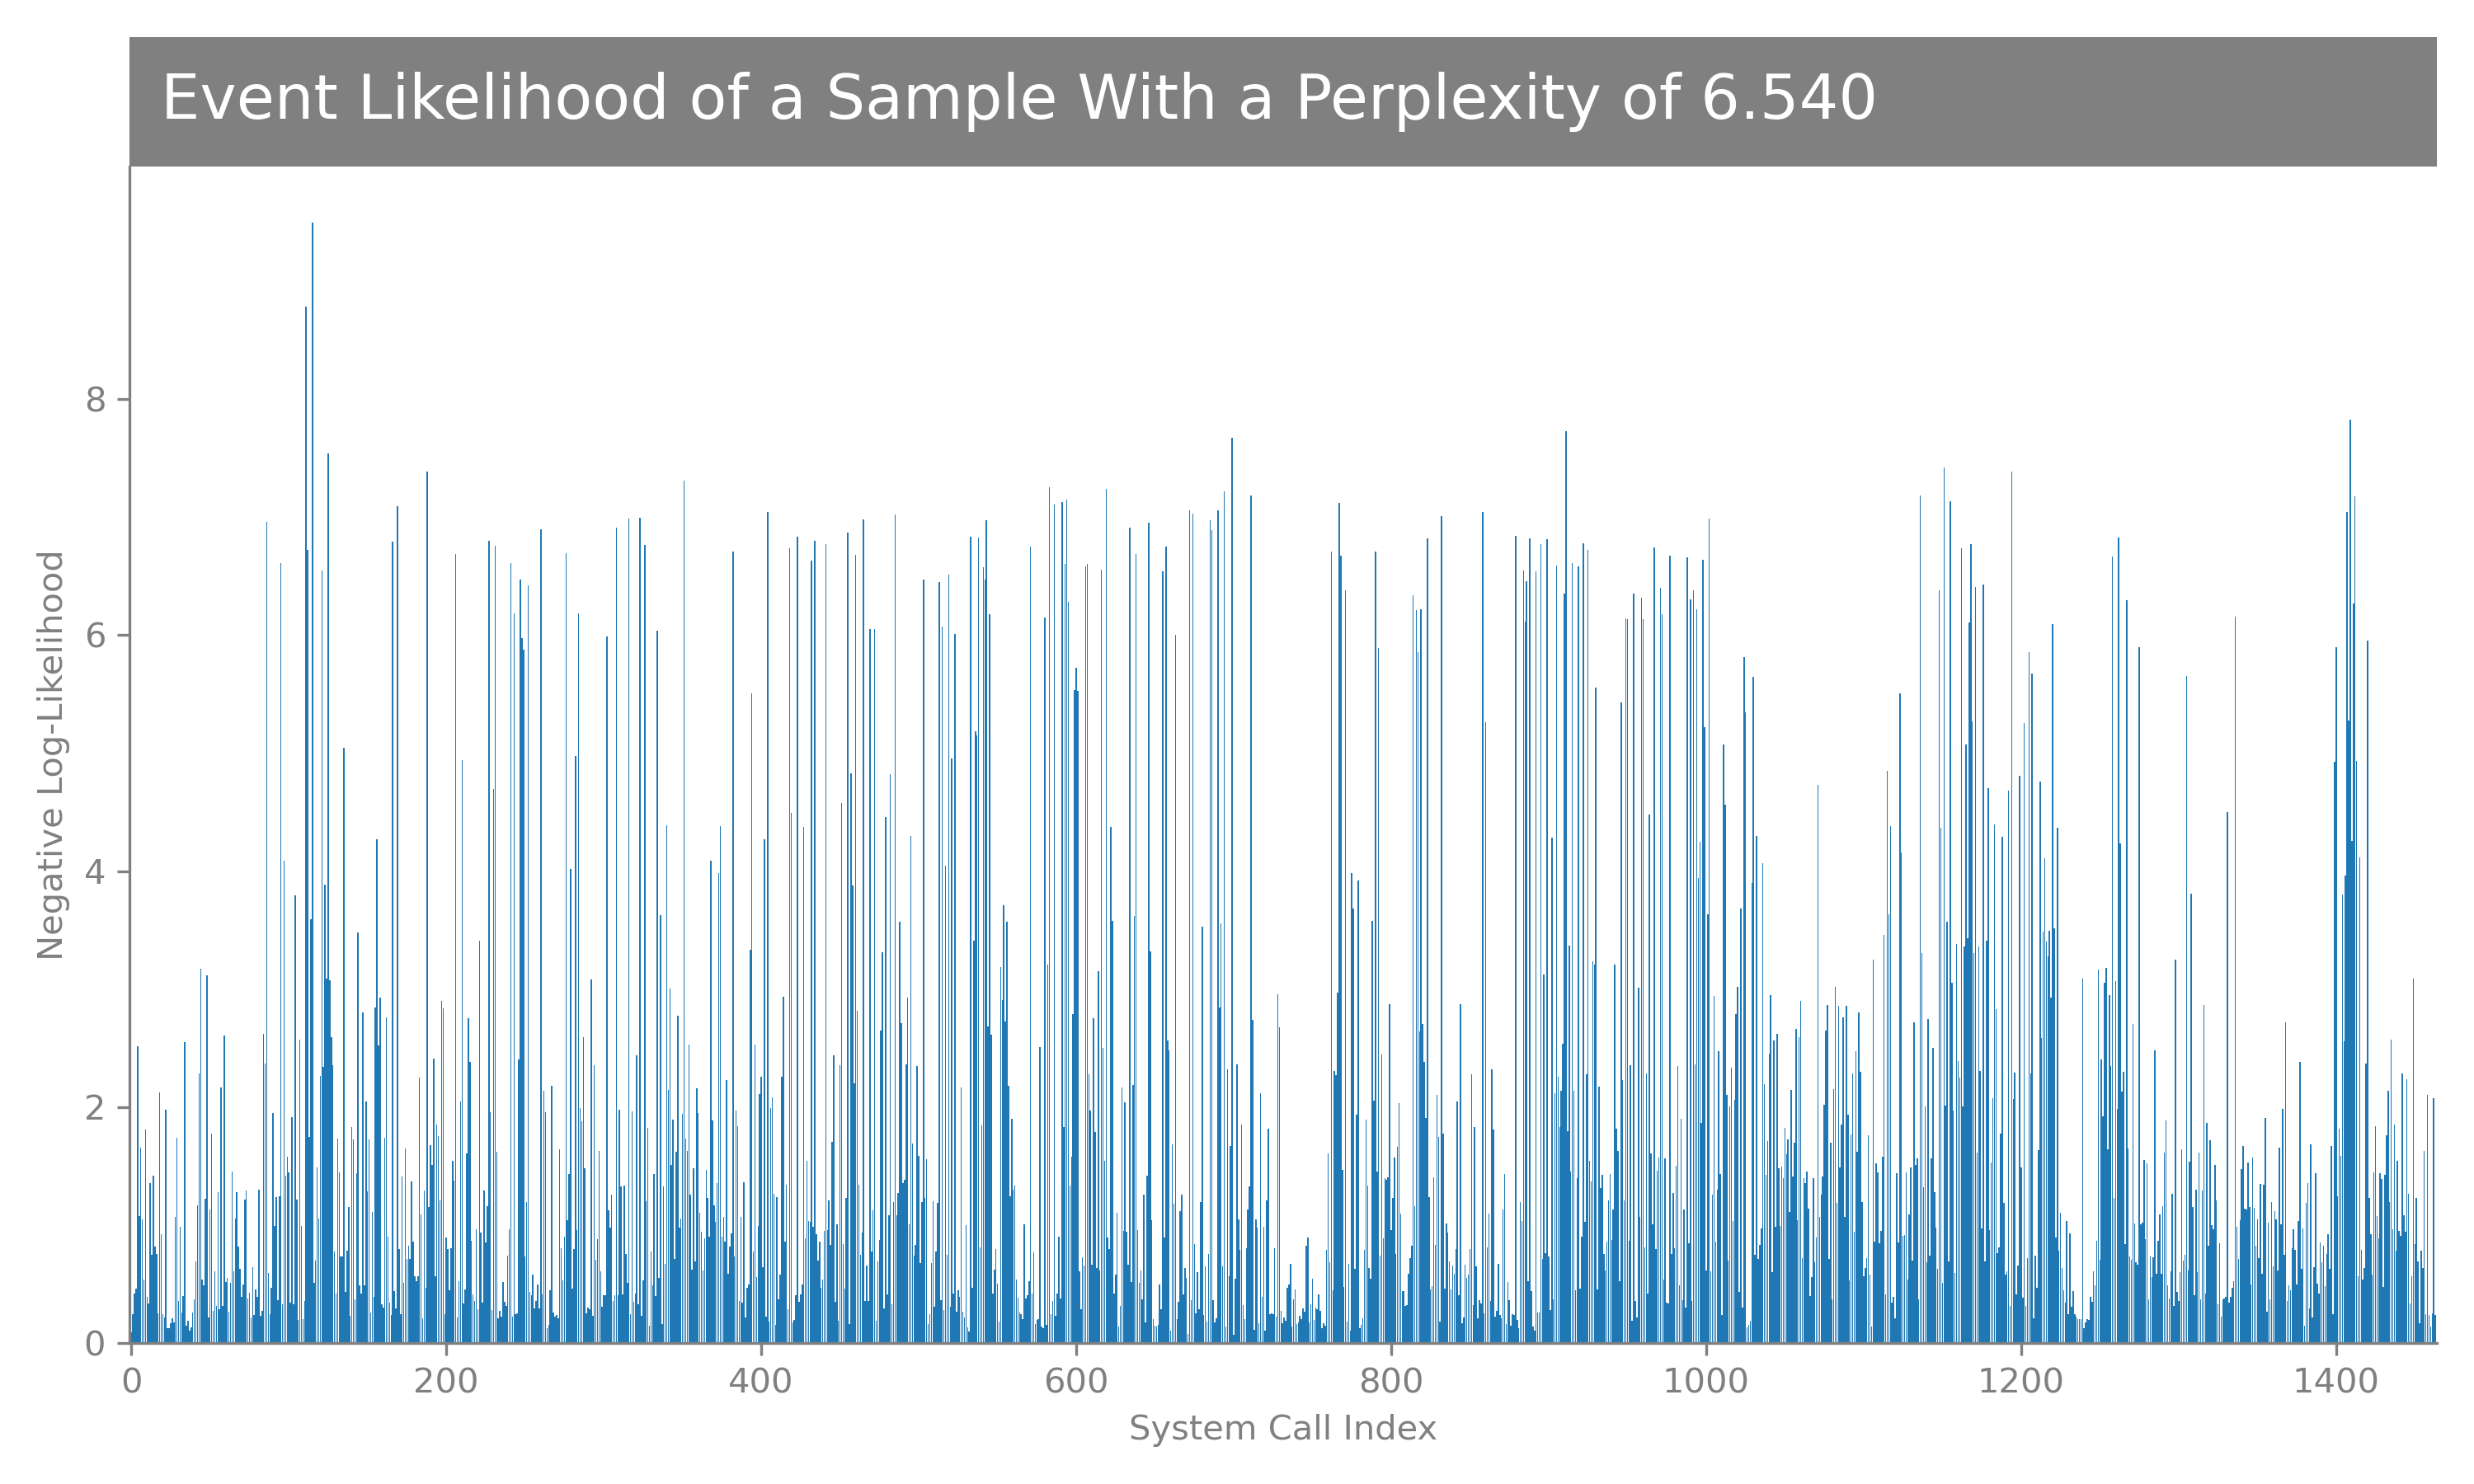 Event Likelihood of a Sample With a Perplexity of 6.540
Negative Log-Likelihood
8
6
4
2
0
0 200 400 600 800 1000 1200 1400
System Call Index